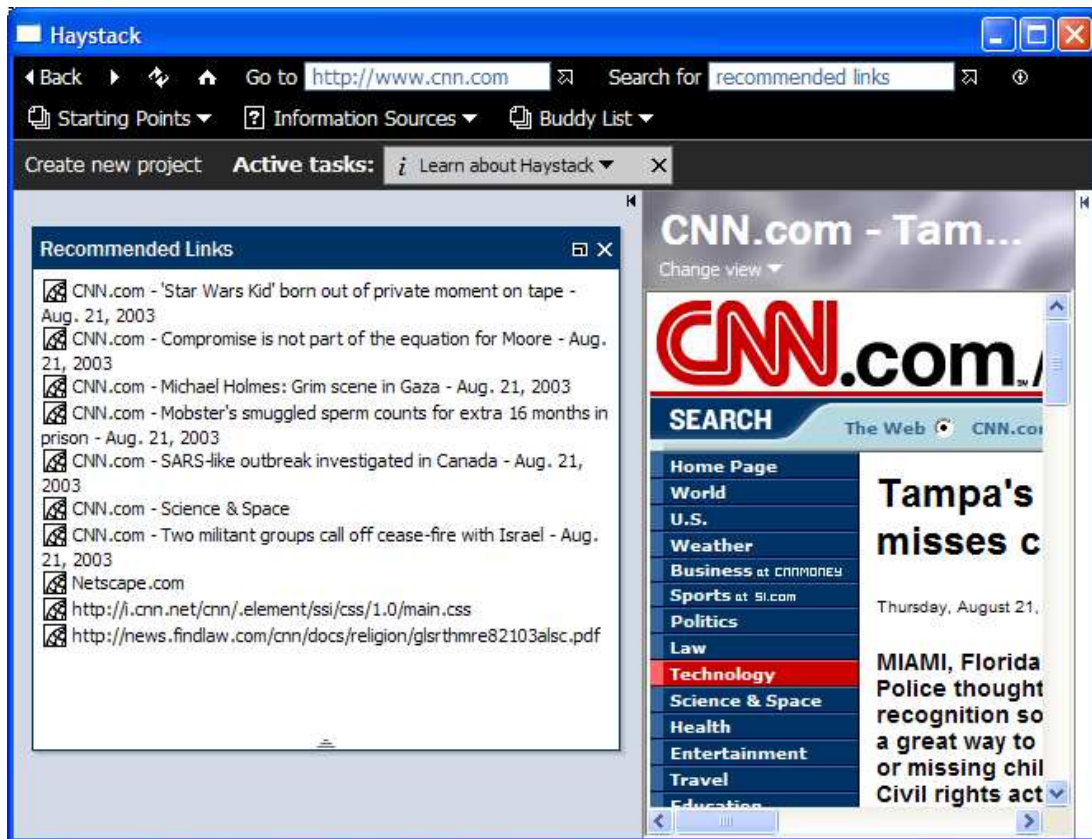 Haystack
Back Go to http://www.cnn.com Search for recommended links
Starting Points Information Sources Buddy List
Create new project Active tasks: i Learn about Haystack
Recommended Links
CNN.com - 'Star Wars Kid' born out of private moment on tape -
Aug. 21, 2003
CNN.com - Compromise is not part of the equation for Moore - Aug.
21, 2003
CNN.com - Michael Holmes: Grim scene in Gaza - Aug. 21, 2003
CNN.com - Mobster's smuggled sperm counts for extra 16 months in
prison - Aug. 21, 2003
CNN.com - SARS-like outbreak investigated in Canada - Aug. 21,
2003
CNN.com - Science & Space
CNN.com - Two militant groups call off cease-fire with Israel - Aug.
21, 2003
Netscape.com
http://i.cnn.net/cnn/.element/ssi/css/1.0/main.css
http://news.findlaw.com/cnn/docs/religion/glsrthmre82103alsc.pdf
CNN.com - Tam...
Change view
CNN.com
SEARCH The Web CNN.co
Home Page
World
U.S.
Weather
Business at CNNMONEY
Sports at SI.com
Politics
Law
Technology
Science & Space
Health
Entertainment
Travel
Education
Tampa's
misses c
Thursday, August 21,
MIAMI, Florida
Police thought
recognition so
a great way to
or missing chil
Civil rights act